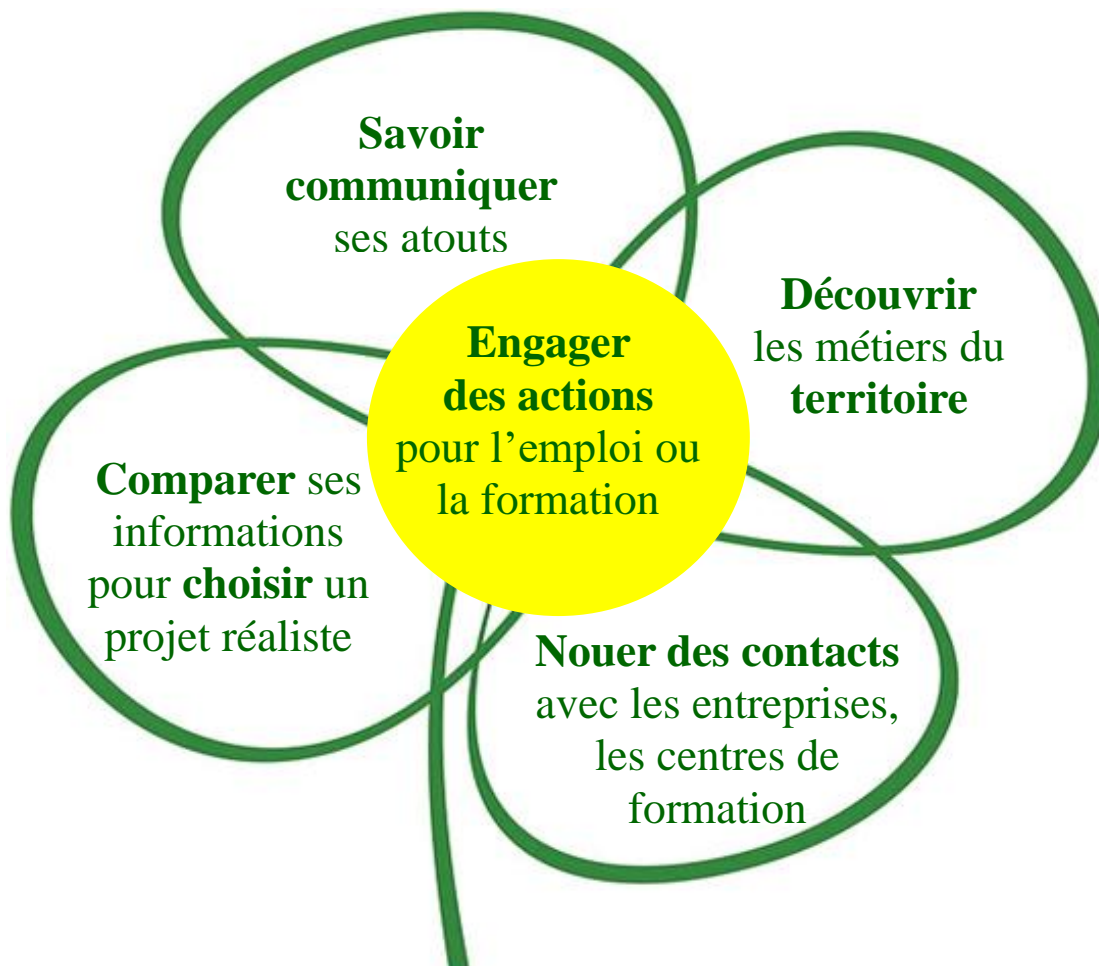 Savoir
communiquer
ses atouts
Découvrir
les métiers du
territoire
Engager
des actions
pour l’emploi ou
la formation
Comparer ses
informations
pour choisir un
projet réaliste
Nouer des contacts
avec les entreprises,
les centres de
formation